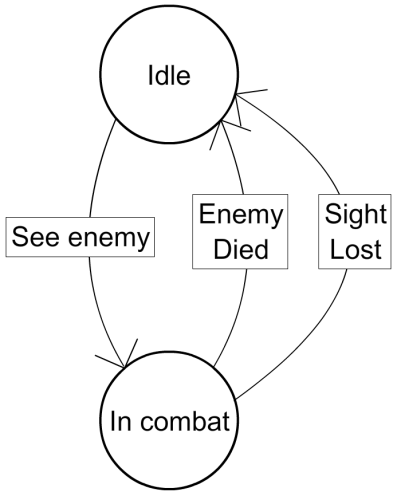 Idle
See enemy
Enemy
Died
Sight
Lost
In combat